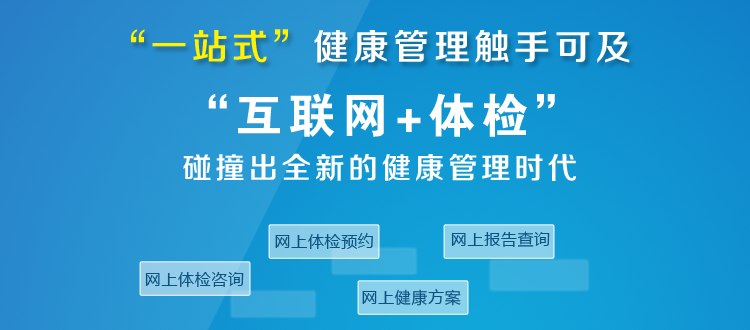 “一站式”健康管理触手可及
“互联网+体检”
碰撞出全新的健康管理时代
网上体检预约
网上报告查询
网上体检咨询
网上健康方案